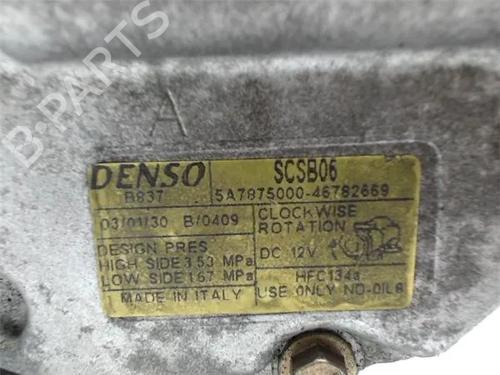 A
DENSO SCSB06
B837 5A7875000-46782669
03/01/30 B/0409 CLOCKWISE
ROTATION
DESIGN PRES
HIGH SIDE 3.53 MPa DC 12V
LOW SIDE 1.67 MPa HFC134a
MADE IN ITALY USE ONLY ND-OIL8